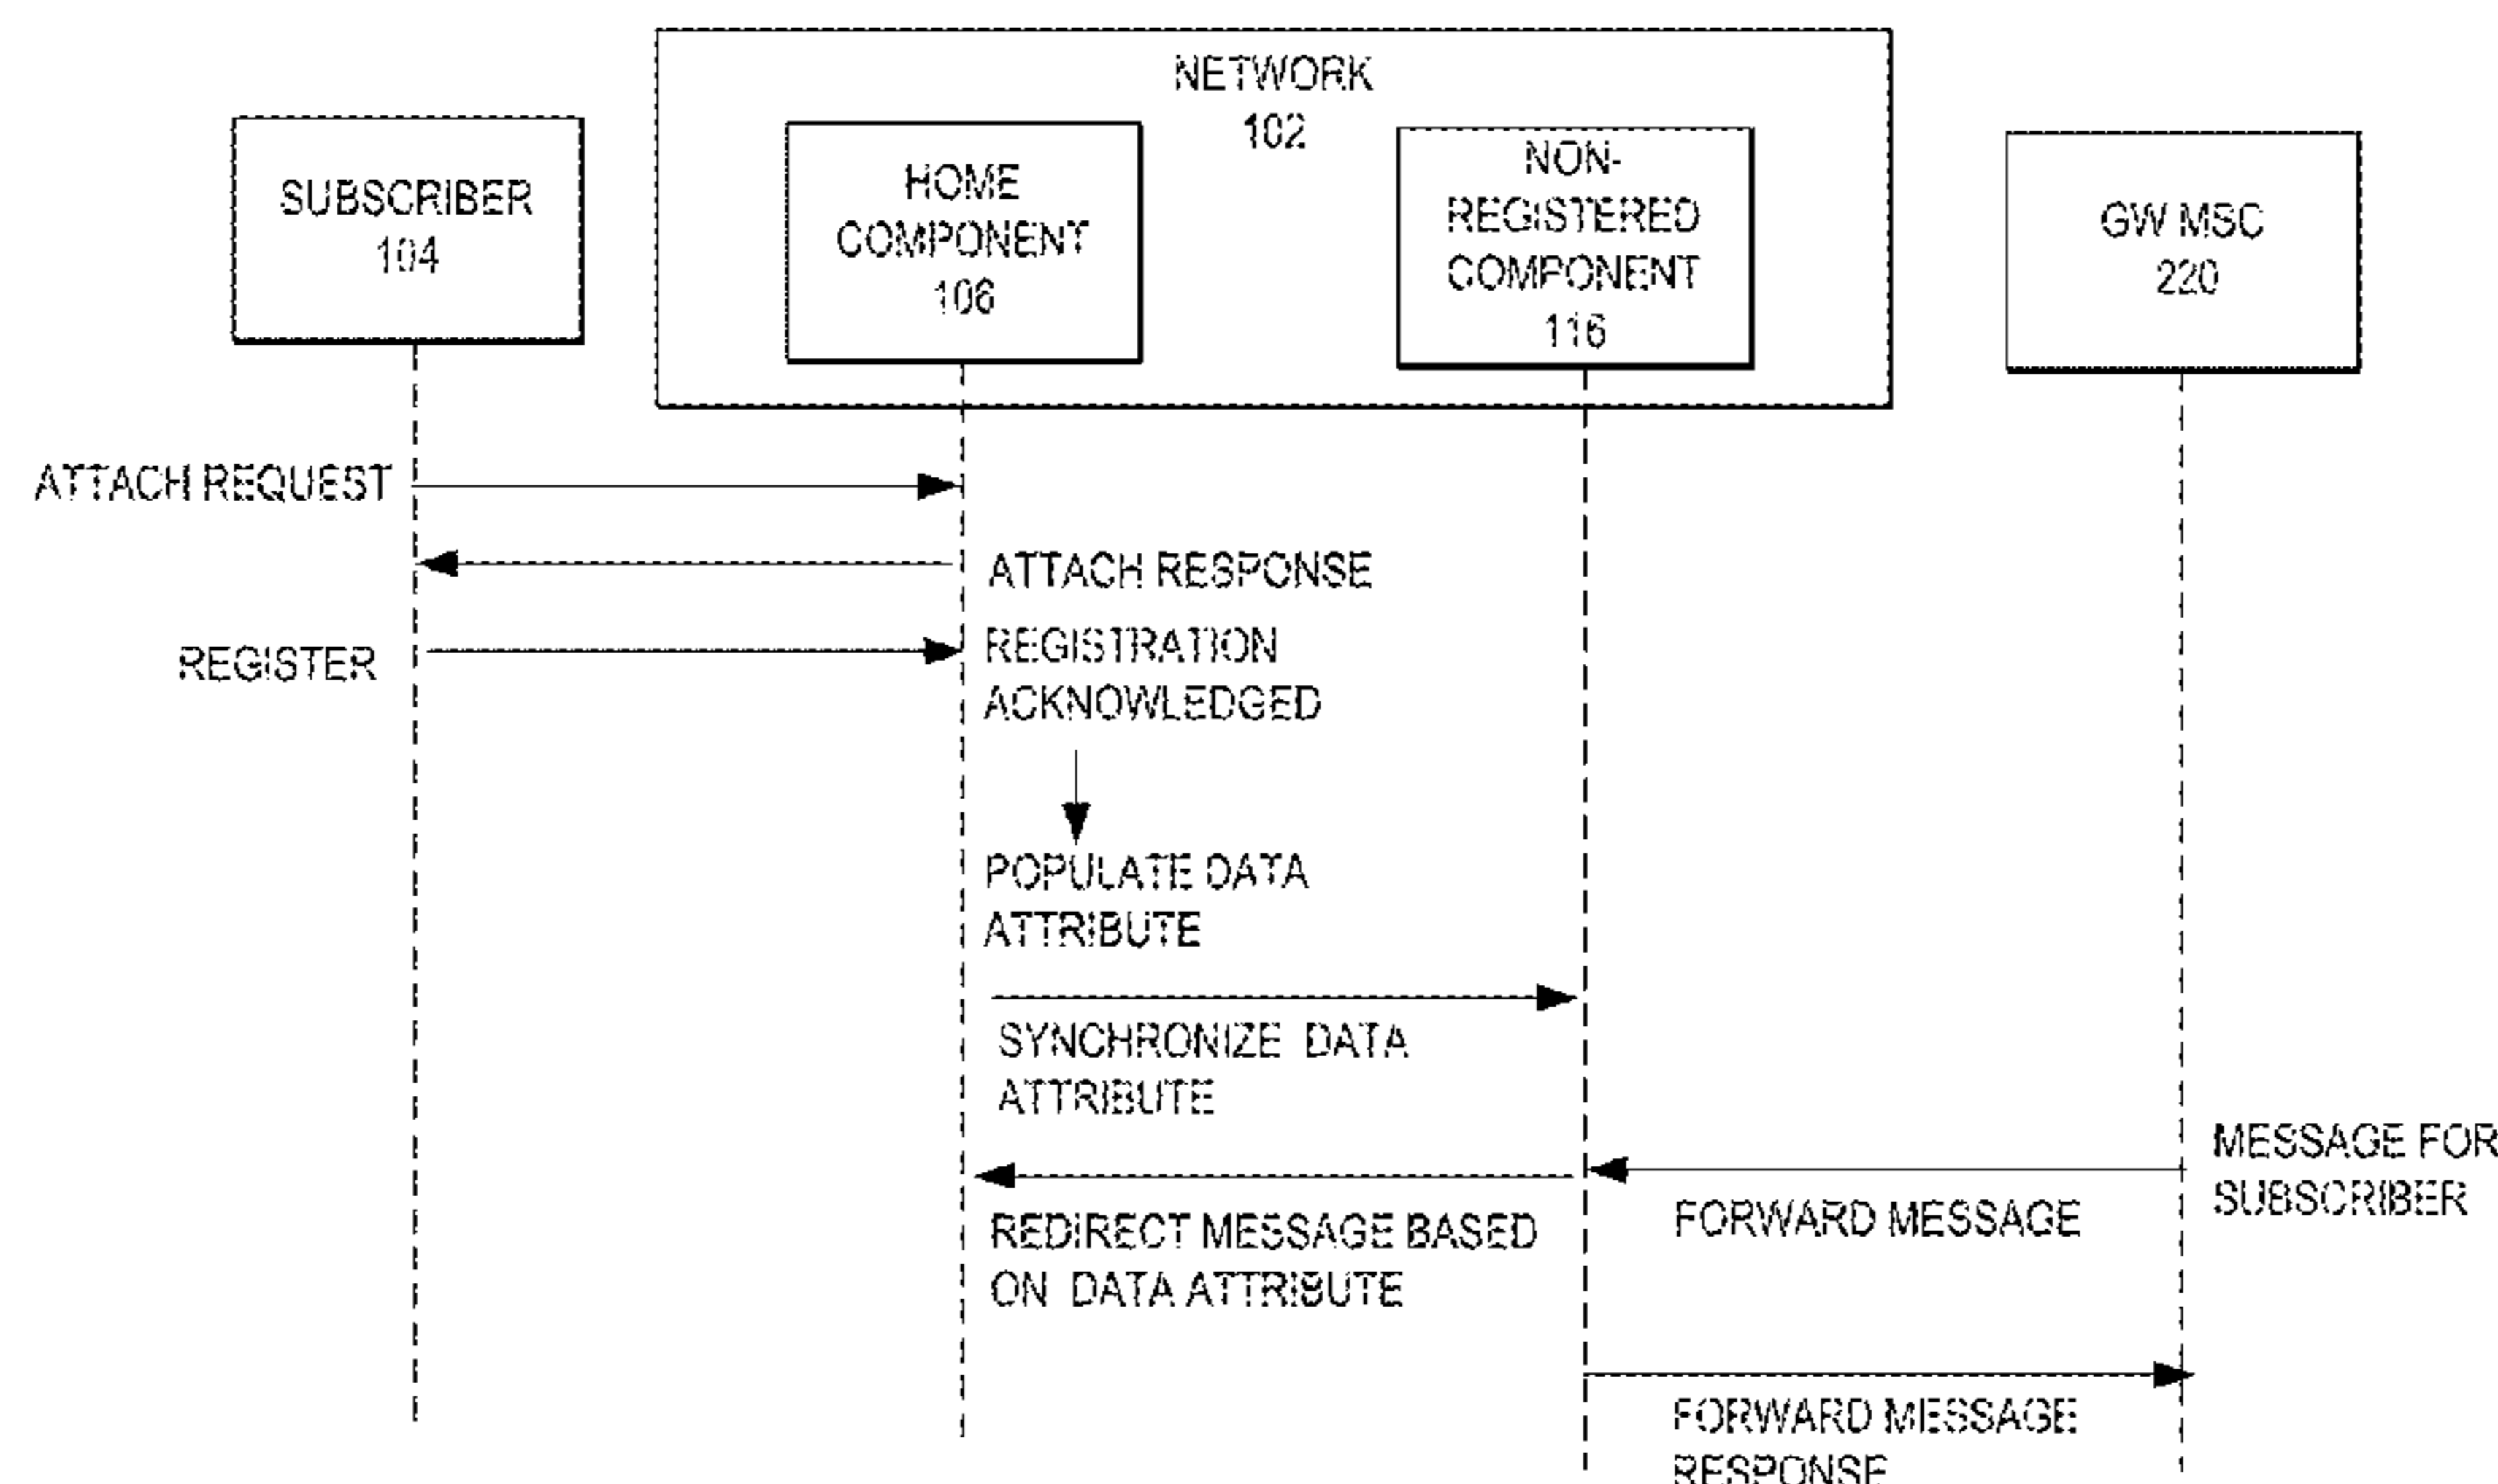 NETWORK
102
SUBSCRIBER
104
HOME
COMPONENT
106
NON-
REGISTERED
COMPONENT
116
GW MSC
220
ATTACH REQUEST
ATTACH RESPONSE
REGISTER
REGISTRATION
ACKNOWLEDGED
POPULATE DATA
ATTRIBUTE
SYNCHRONIZE DATA
ATTRIBUTE
MESSAGE FOR
SUBSCRIBER
FORWARD MESSAGE
REDIRECT MESSAGE BASED
ON DATA ATTRIBUTE
FORWARD MESSAGE
RESPONSE